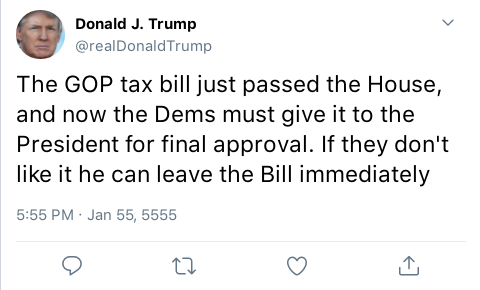 Donald J. Trump
@realDonaldTrump
The GOP tax bill just passed the House,
and now the Dems must give it to the
President for final approval. If they don't
like it he can leave the Bill immediately
5:55 PM · Jan 55, 5555